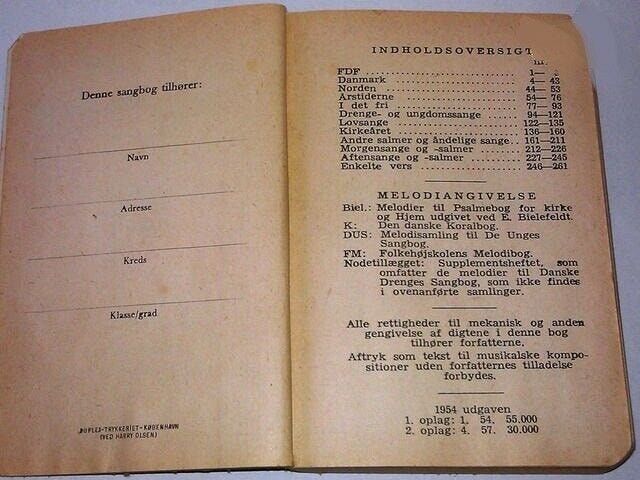 Denne sangbog tilhører:
Navn
Adresse
Kreds
Klasse/grad
DUPLEX-TRYKKERIET-KØBENHAVN
(VED HARRY OLSEN)
INDHOLDSOVERSIGT
nr.
FDF 1—
Danmark 4— 43
Norden 44— 53
Årstiderne 54— 76
I det fri 77— 93
Drenge- og ungdomssange 94—121
Lovsange 122—135
Kirkeåret 136—160
Andre salmer og åndelige sange 161—211
Morgensange og -salmer 212—226
Aftensange og -salmer 227—245
Enkelte vers 246—261
MELODIANGIVELSE
Biel.: Melodier til Psalmebog for kirke
og Hjem udgivet ved E. Bielefeldt.
K: Den danske Koralbog.
DUS: Melodisamling til De Unges
Sangbog.
FM: Folkehøjskolens Melodibog.
Nodetillægget: Supplementsheftet, som
omfatter de melodier til Danske
Drenges Sangbog, som ikke findes
i ovenanførte samlinger.
Alle rettigheder til mekanisk og anden
gengivelse af digtene i denne bog
tilhører forfatterne.
Aftryk som tekst til musikalske kompo-
sitioner uden forfatternes tilladelse
forbydes.
1954 udgaven
1. oplag: 1. 54. 55.000
2. oplag: 4. 57. 30.000